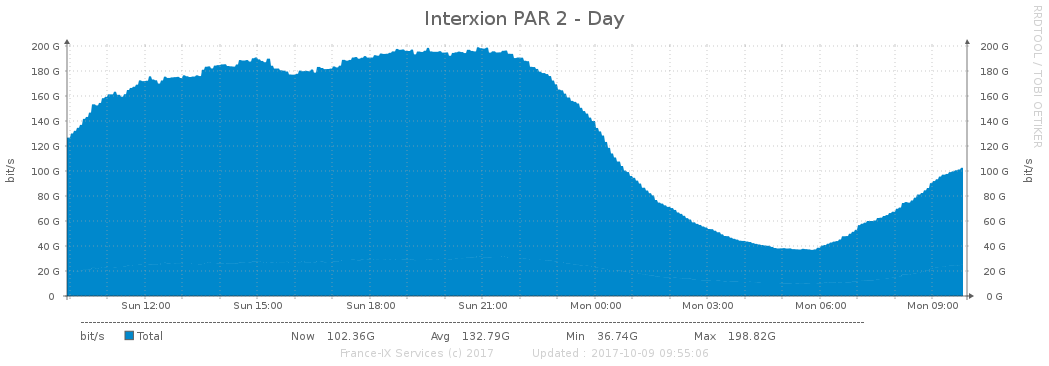 Interxion PAR 2 - Day
RRDTOOL / TOBI OETIKER
200 G 200 G
180 G 180 G
160 G 160 G
140 G 140 G
120 G 120 G
100 G 100 G
80 G 80 G
60 G 60 G
40 G 40 G
20 G 20 G
0 0 G
bit/s bit/s
Sun 12:00 Sun 15:00 Sun 18:00 Sun 21:00 Mon 00:00 Mon 03:00 Mon 06:00 Mon 09:00
bit/s Total Now 102.36G Avg 132.79G Min 36.74G Max 198.82G
France-IX Services (c) 2017 Updated : 2017-10-09 09:55:06